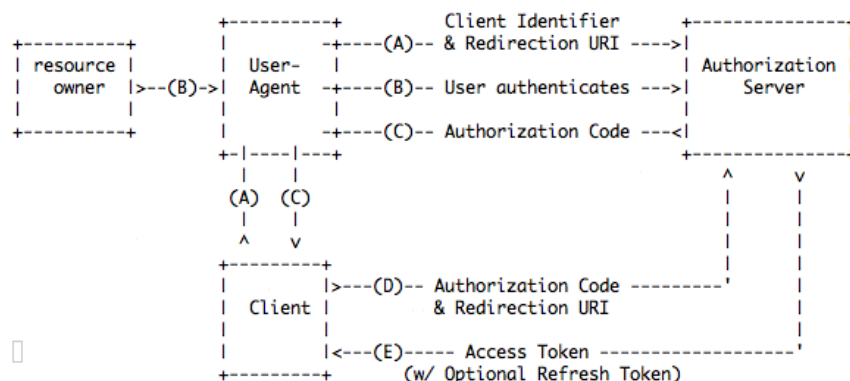 Client Identifier
(A) & Redirection URI
resource owner
User-Agent
Authorization Server
(B)
(B) User authenticates
(C) Authorization Code
(A) (C)
(D) Authorization Code
Client
& Redirection URI
(E) Access Token
(w/ Optional Refresh Token)